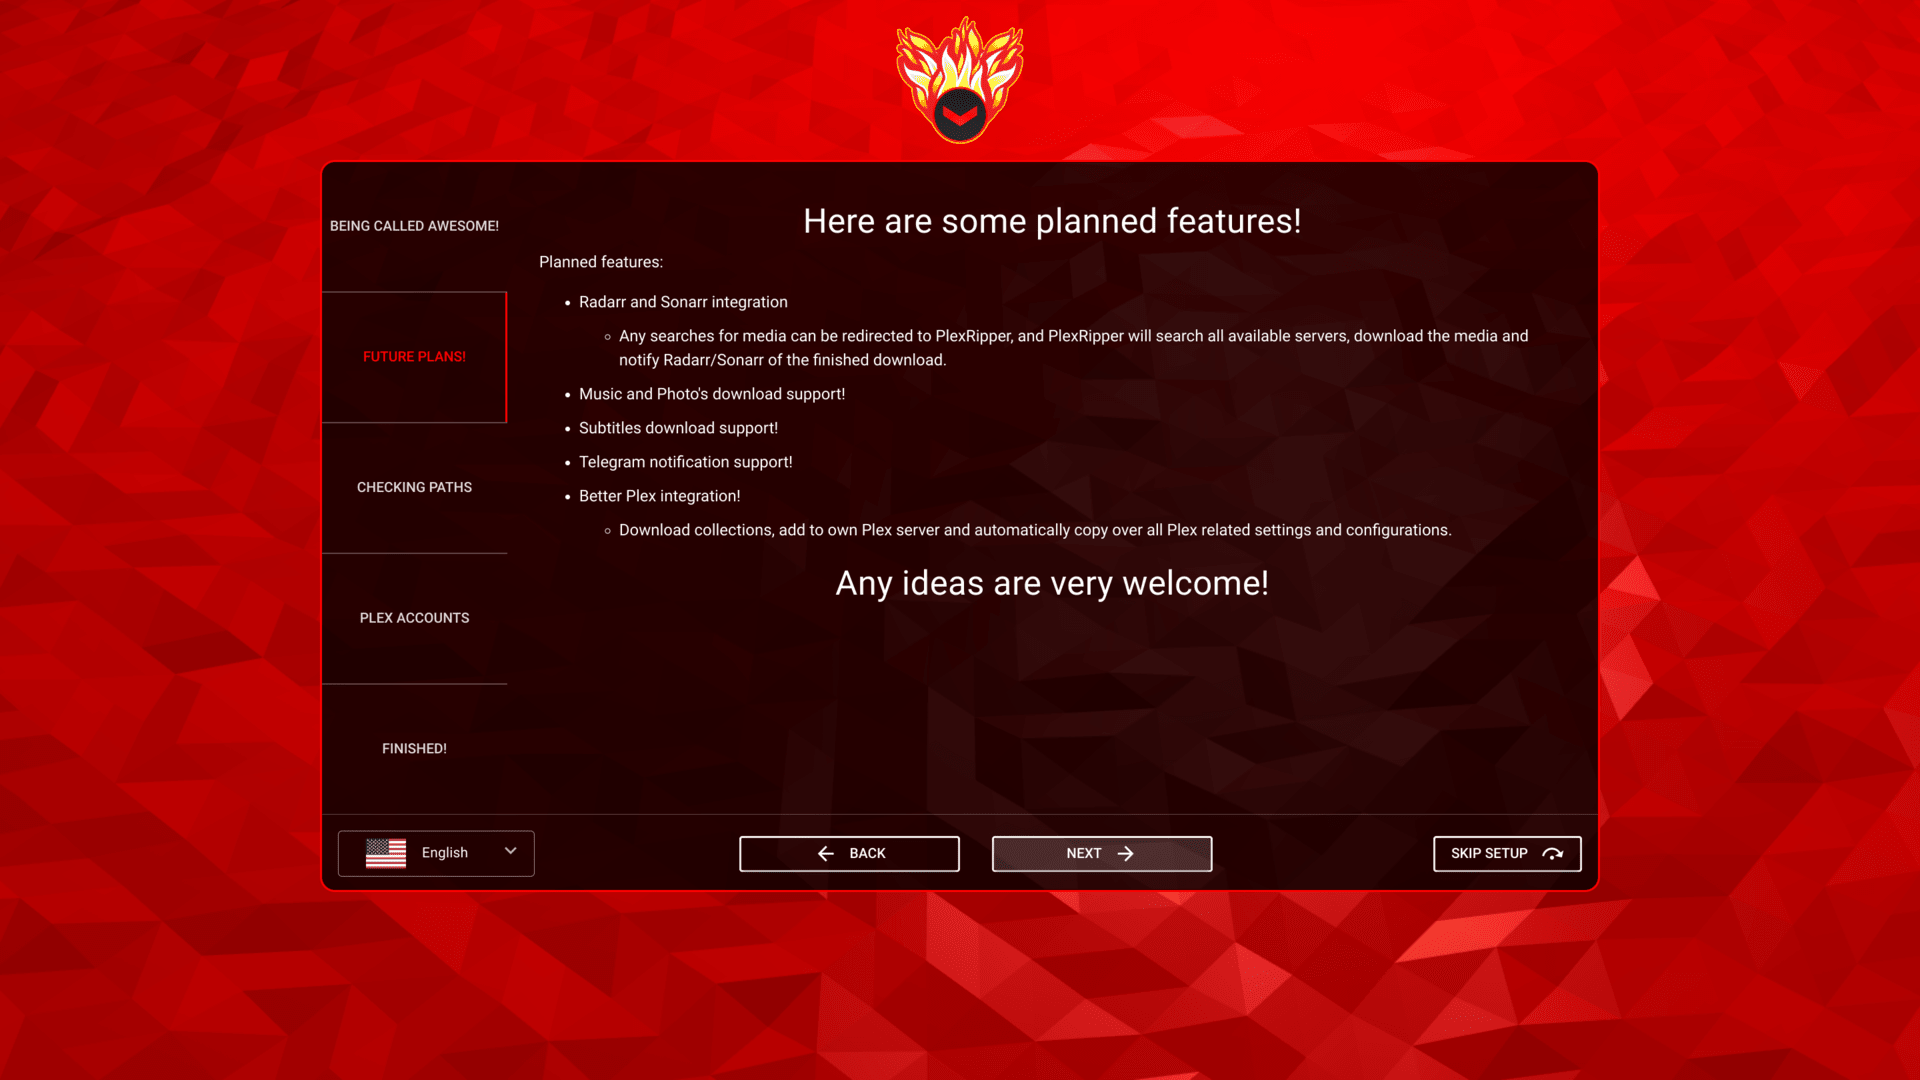 BEING CALLED AWESOME!
FUTURE PLANS!
CHECKING PATHS
PLEX ACCOUNTS
FINISHED!
Here are some planned features!
Planned features:
Radarr and Sonarr integration
Any searches for media can be redirected to PlexRipper, and PlexRipper will search all available servers, download the media and
notify Radarr/Sonarr of the finished download.
Music and Photo's download support!
Subtitles download support!
Telegram notification support!
Better Plex integration!
Download collections, add to own Plex server and automatically copy over all Plex related settings and configurations.
Any ideas are very welcome!
English
BACK
NEXT
SKIP SETUP